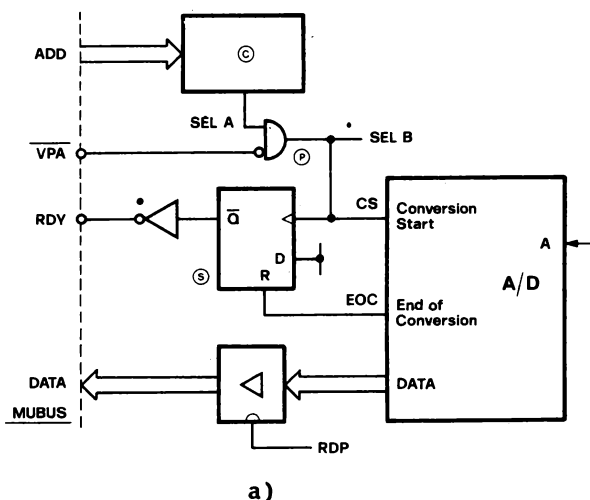 ADD
C
SEL A
SEL B
VPA
P
RDY
Q
CS
Conversion
Start
A
D
R
A/D
S
EOC
End of
Conversion
DATA
DATA
MUBUS
RDP
a)